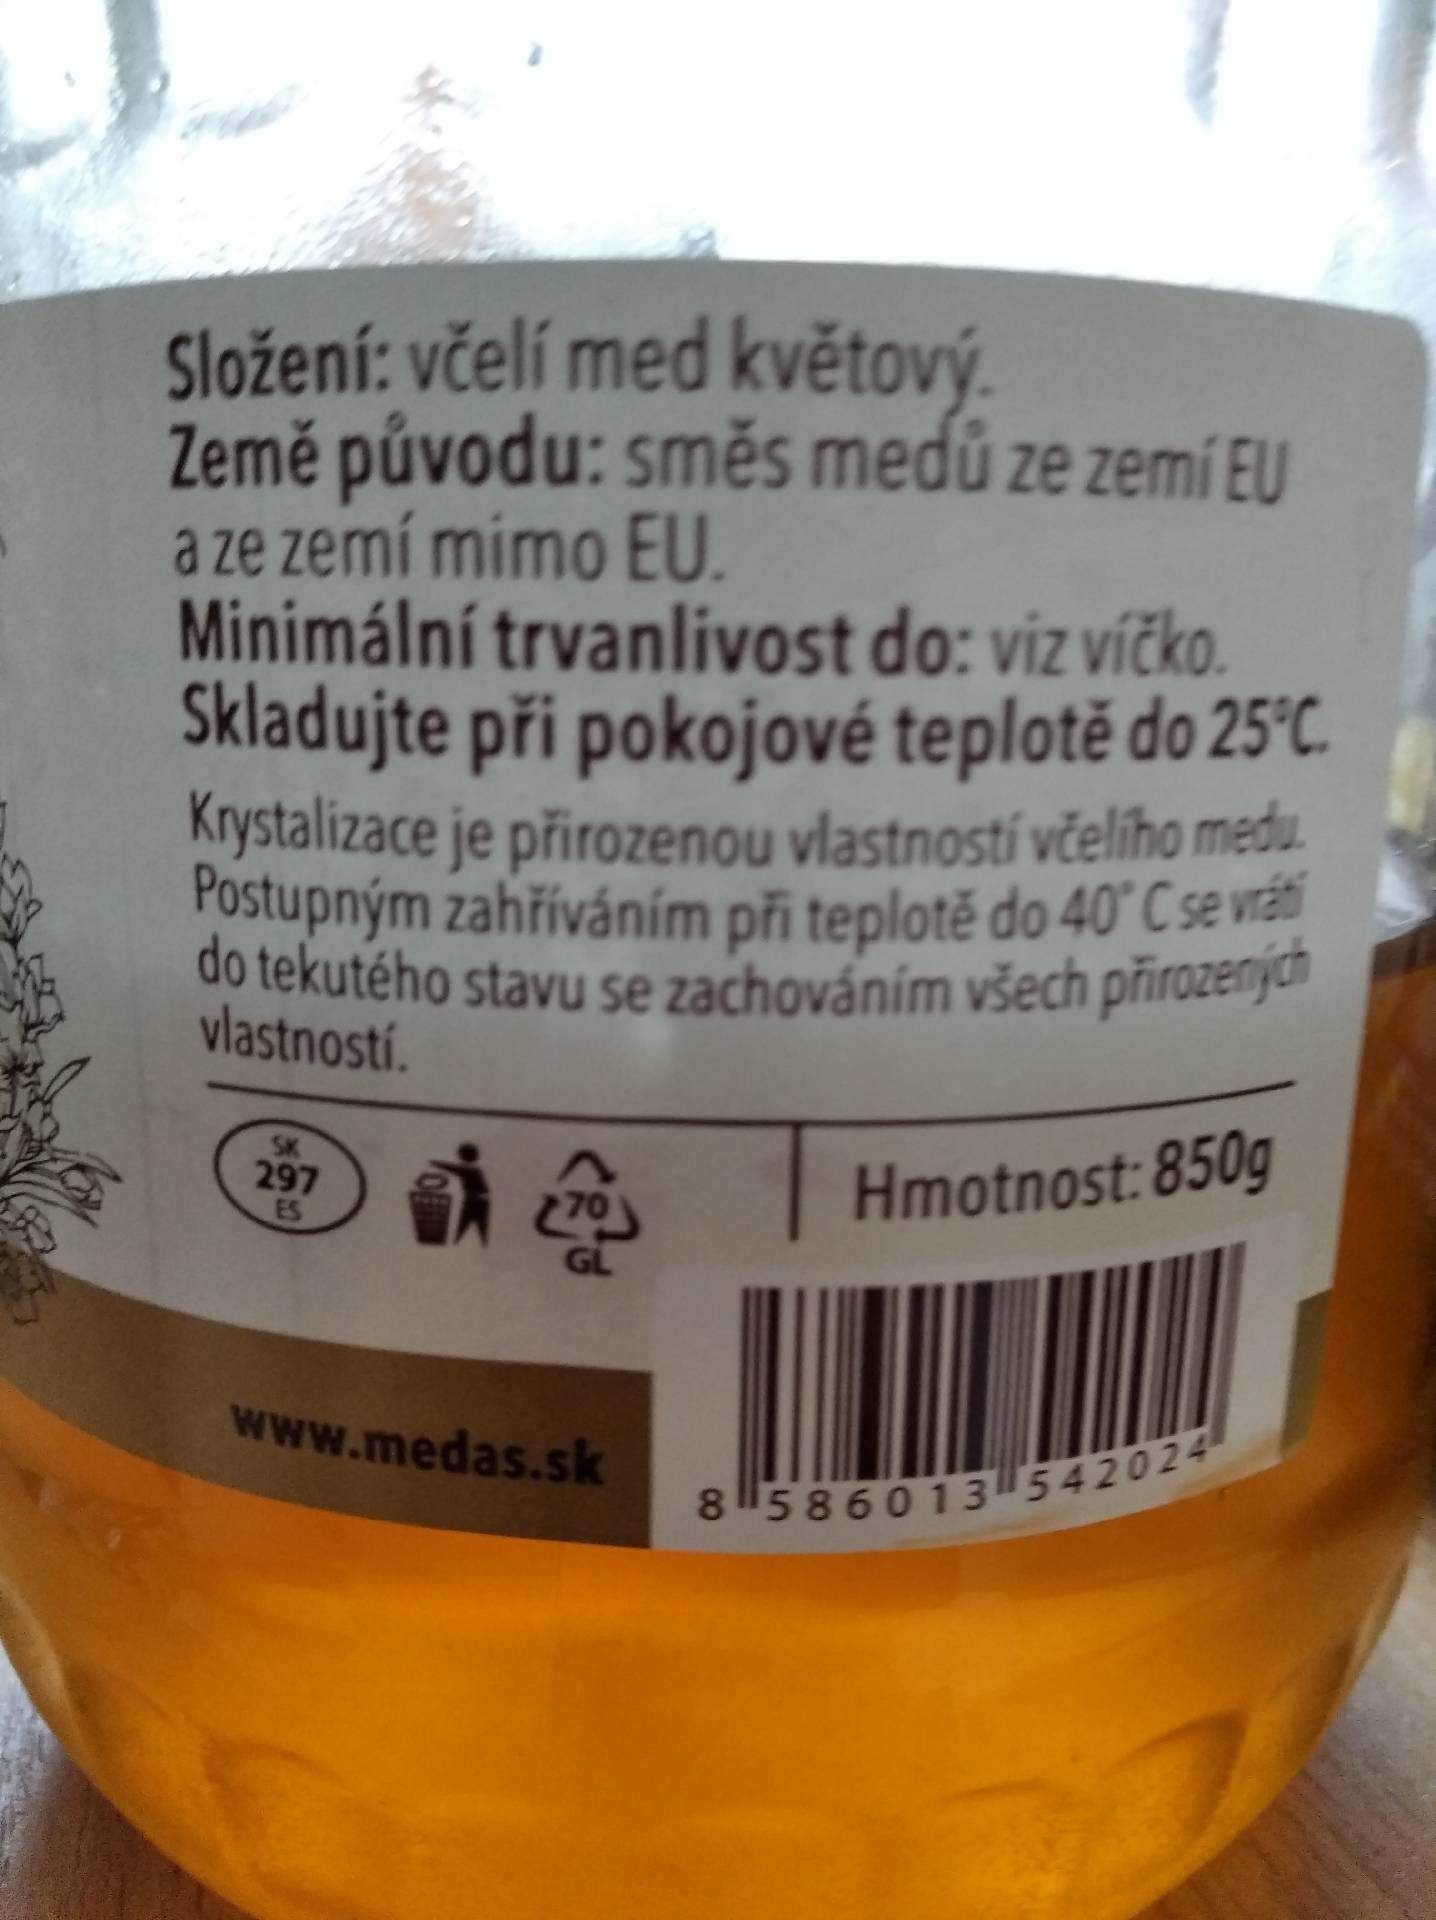 Složení: včelí med květový.
Země původu: směs medů ze zemí EU
a ze zemí mimo EU.
Minimální trvanlivost do: viz víčko.
Skladujte při pokojové teplotě do 25°C.
Krystalizace je přirozenou vlastností včelího medu.
Postupným zahříváním při teplotě do 40° C se vrátí
do tekutého stavu se zachováním všech přirozených
vlastností.
SK
297
ES
70
GL
Hmotnost: 850g
www.medas.sk
8 586013 542024